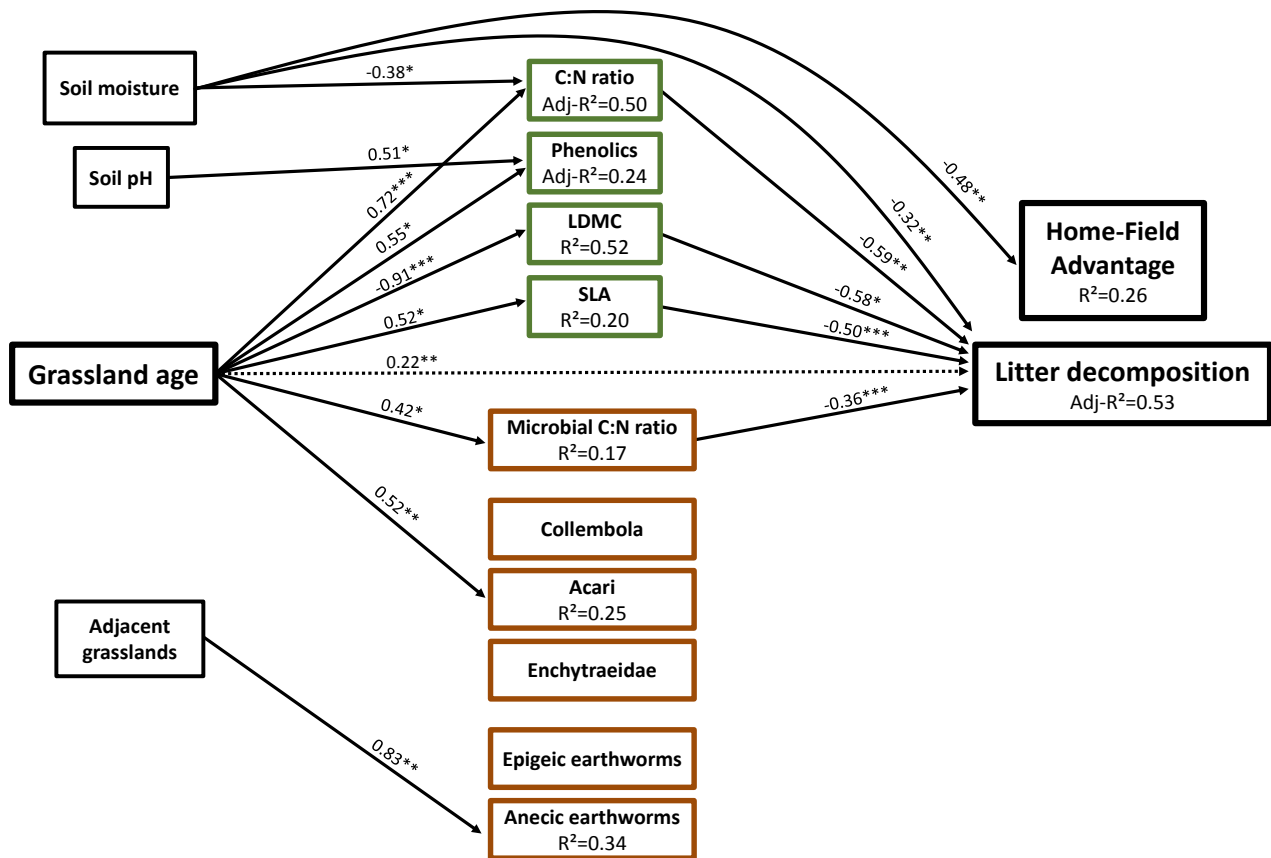 Soil moisture
-0.38*
C:N ratio
Adj-R²=0.50
Soil pH
0.51*
Phenolics
Adj-R²=0.24
0.72***
0.55*
LDMC
R²=0.52
-0.91***
SLA
R²=0.20
0.52*
-0.48**
-0.32**
-0.59**
-0.58*
-0.50***
Home-Field
Advantage
R²=0.26
Grassland age
0.22**
Litter decomposition
Adj-R²=0.53
0.42*
Microbial C:N ratio
R²=0.17
-0.36***
0.52**
Collembola
Acari
R²=0.25
Adjacent
grasslands
Enchytraeidae
0.83**
Epigeic earthworms
Anecic earthworms
R²=0.34